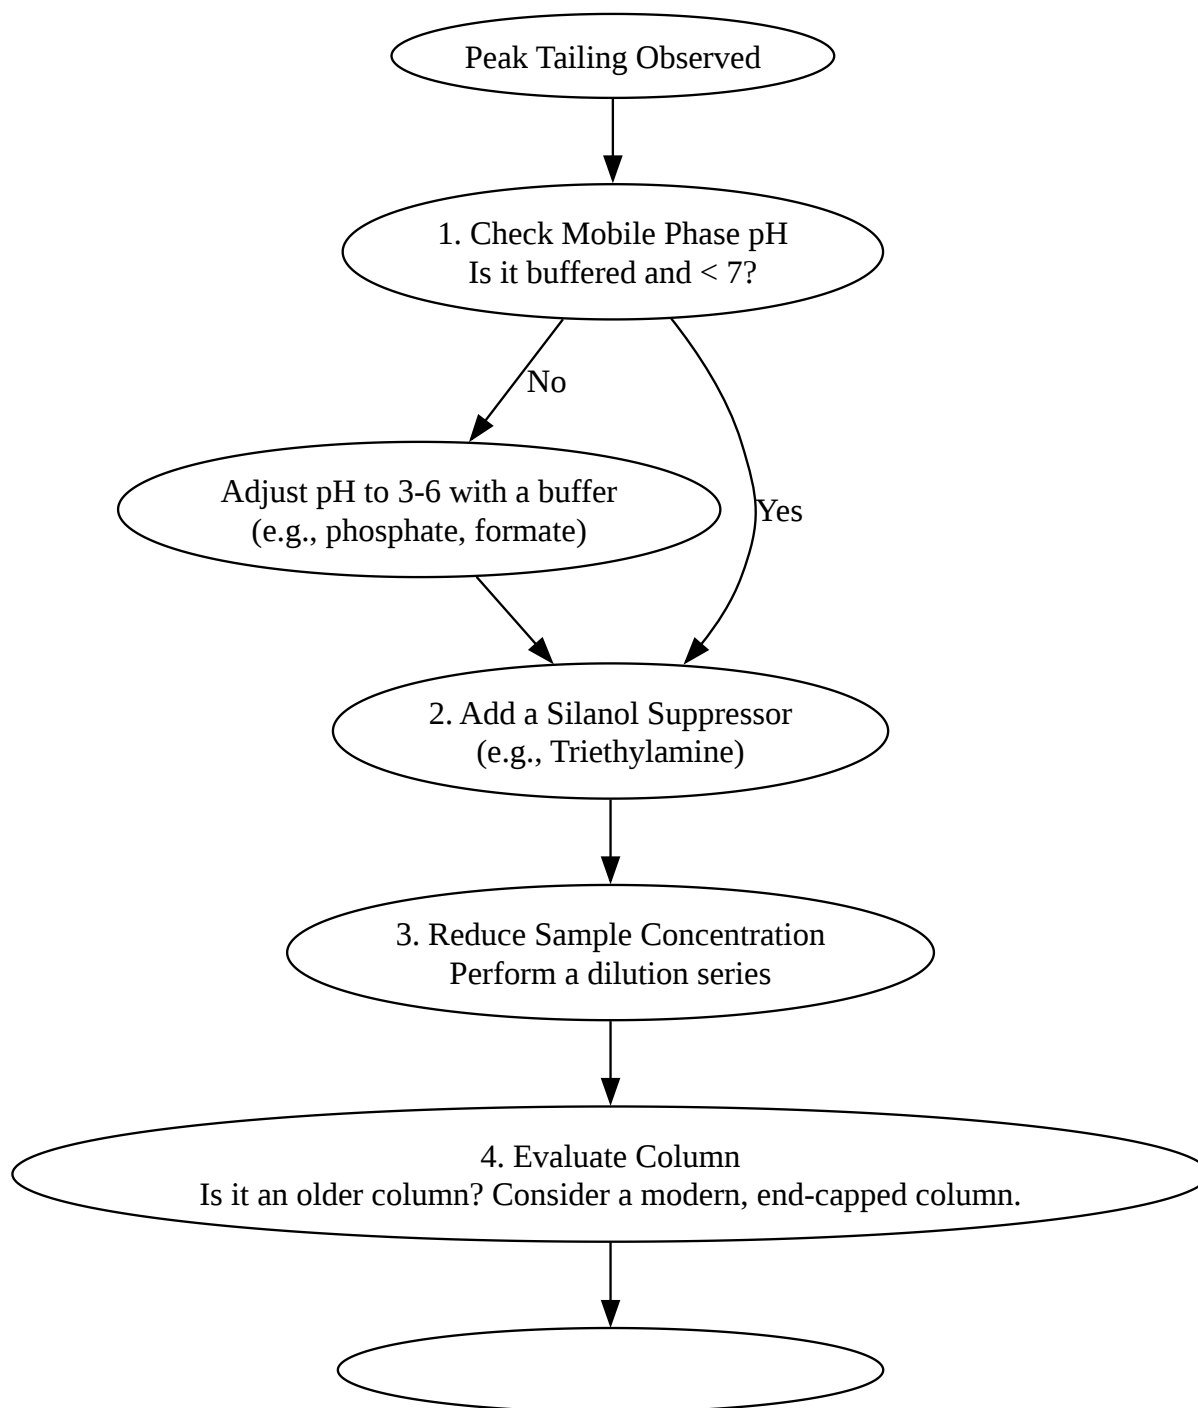 Peak Tailing Observed
1. Check Mobile Phase pH
Is it buffered and < 7?
No
Adjust pH to 3-6 with a buffer
(e.g., phosphate, formate)
Yes
2. Add a Silanol Suppressor
(e.g., Triethylamine)
3. Reduce Sample Concentration
Perform a dilution series
4. Evaluate Column
Is it an older column? Consider a modern, end-capped column.